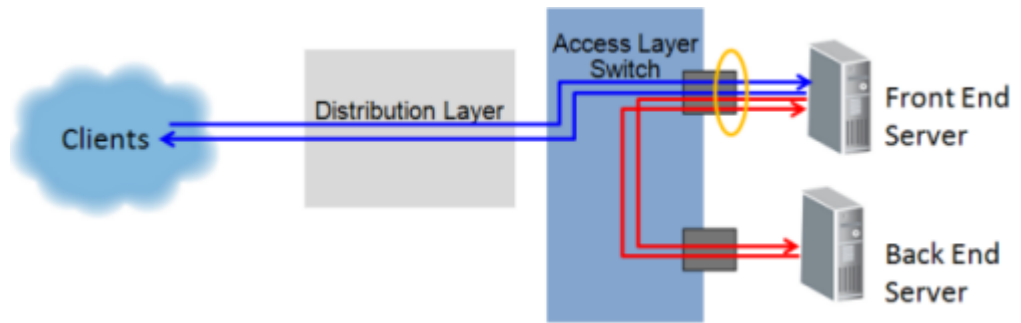 Clients
Distribution Layer
Access Layer
Switch
Front End
Server
Back End
Server